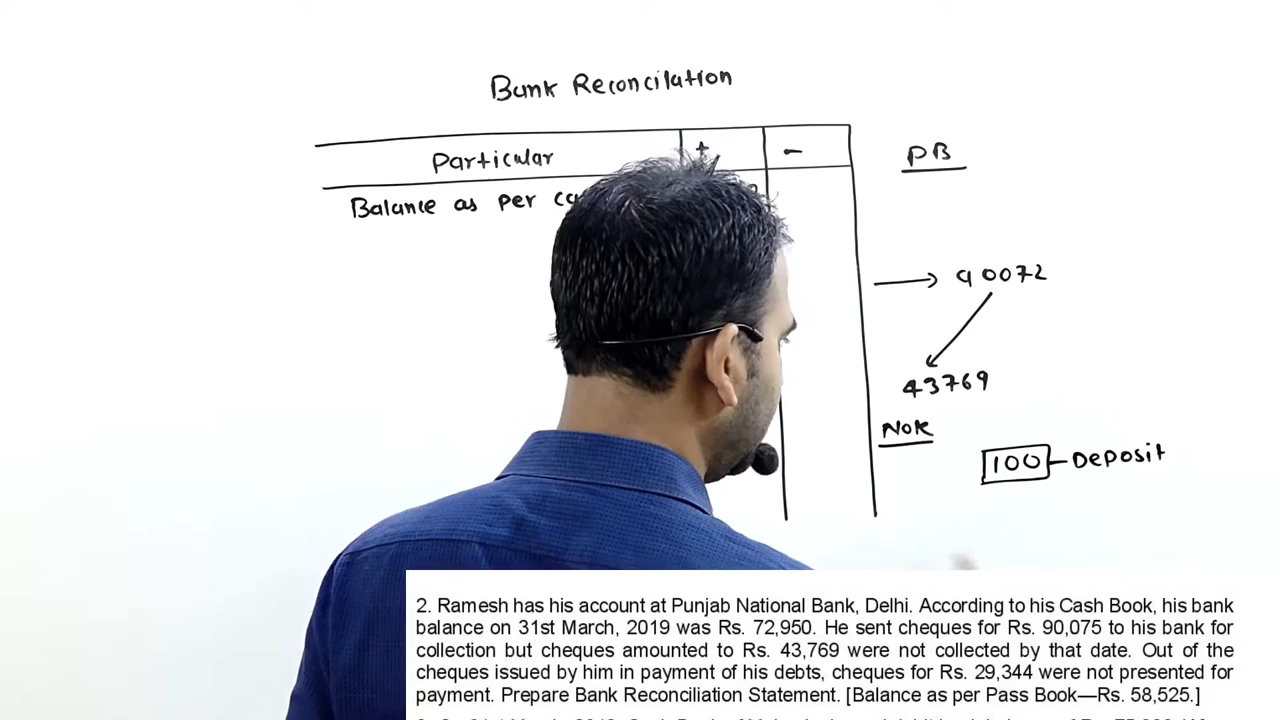 Bank Reconcilation
Particular + -
PB
Balance as per
90072
43769
Note
100 - Deposit
2. Ramesh has his account at Punjab National Bank, Delhi. According to his Cash Book, his bank
balance on 31st March, 2019 was Rs. 72,950. He sent cheques for Rs. 90,075 to his bank for
collection but cheques amounted to Rs. 43,769 were not collected by that date. Out of the
cheques issued by him in payment of his debts, cheques for Rs. 29,344 were not presented for
payment. Prepare Bank Reconciliation Statement. [Balance as per Pass Book—Rs. 58,525.]